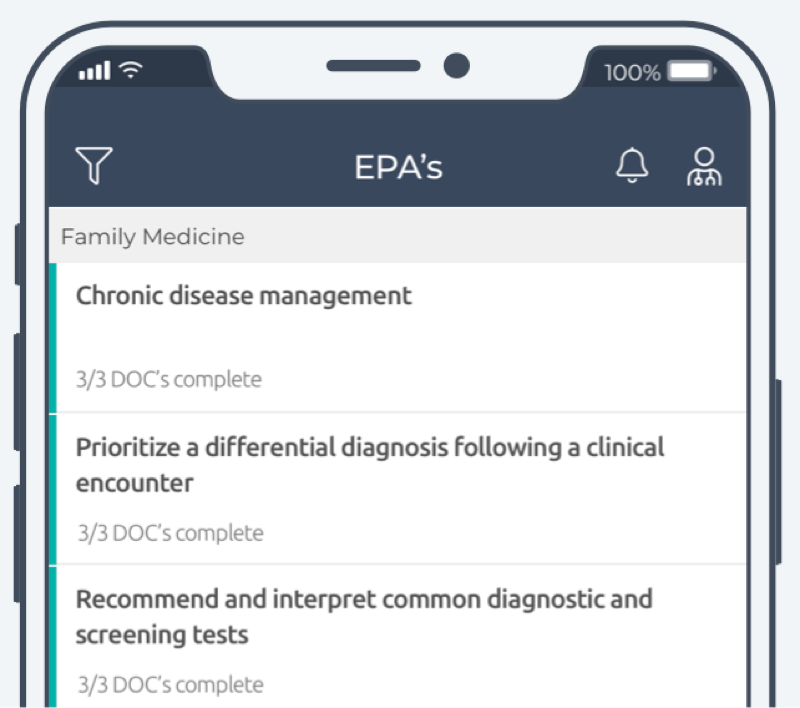 100%
EPA's
Family Medicine
Chronic disease management
3/3 DOC's complete
Prioritize a differential diagnosis following a clinical
encounter
3/3 DOC's complete
Recommend and interpret common diagnostic and
screening tests
3/3 DOC's complete